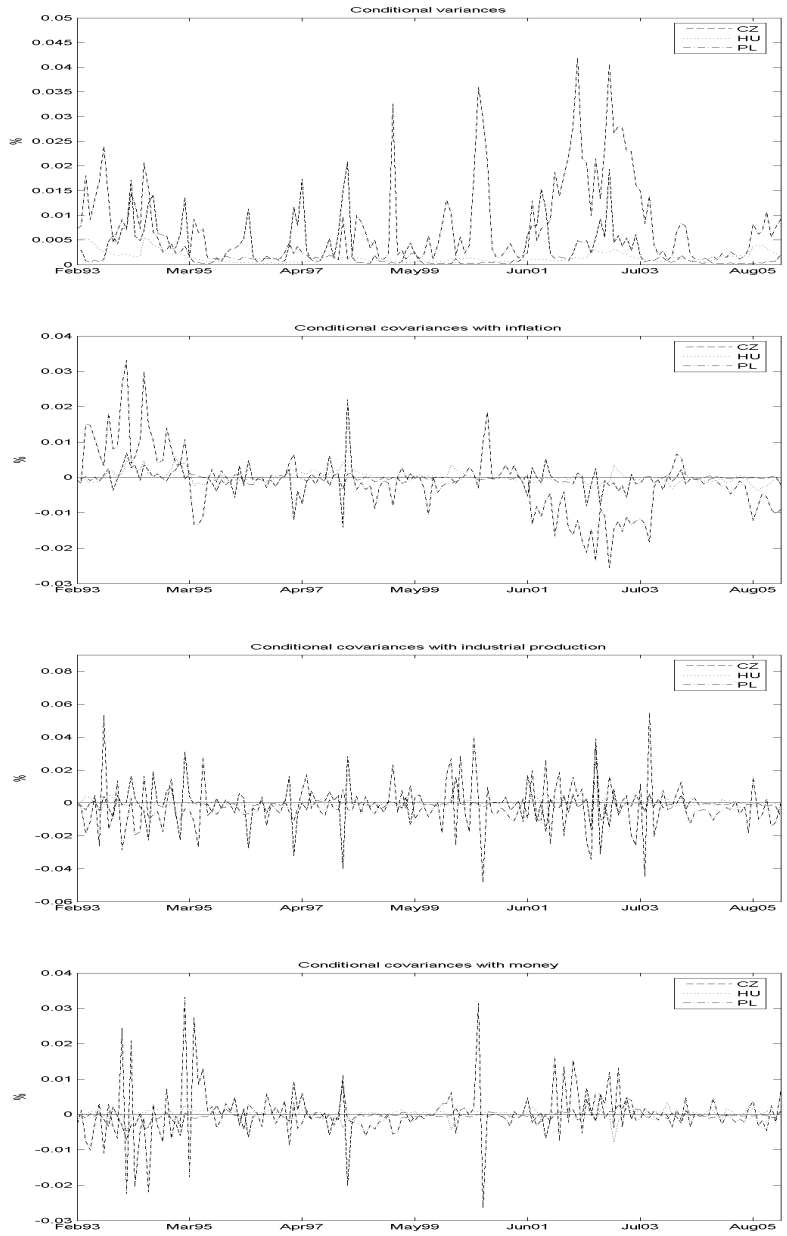 Conditional variances
0.05
0.045
0.04
0.035
0.03
0.025
0.02
0.015
0.01
0.005
0
%
CZ
HU
PL
Feb93 Mar95 Apr97 May99 Jun01 Jul03 Aug05
Conditional covariances with inflation
0.04
0.03
0.02
0.01
0
-0.01
-0.02
-0.03
%
CZ
HU
PL
Feb93 Mar95 Apr97 May99 Jun01 Jul03 Aug05
Conditional covariances with industrial production
0.08
0.06
0.04
0.02
0
-0.02
-0.04
-0.06
%
CZ
HU
PL
Feb93 Mar95 Apr97 May99 Jun01 Jul03 Aug05
Conditional covariances with money
0.04
0.03
0.02
0.01
0
-0.01
-0.02
-0.03
%
CZ
HU
PL
Feb93 Mar95 Apr97 May99 Jun01 Jul03 Aug05